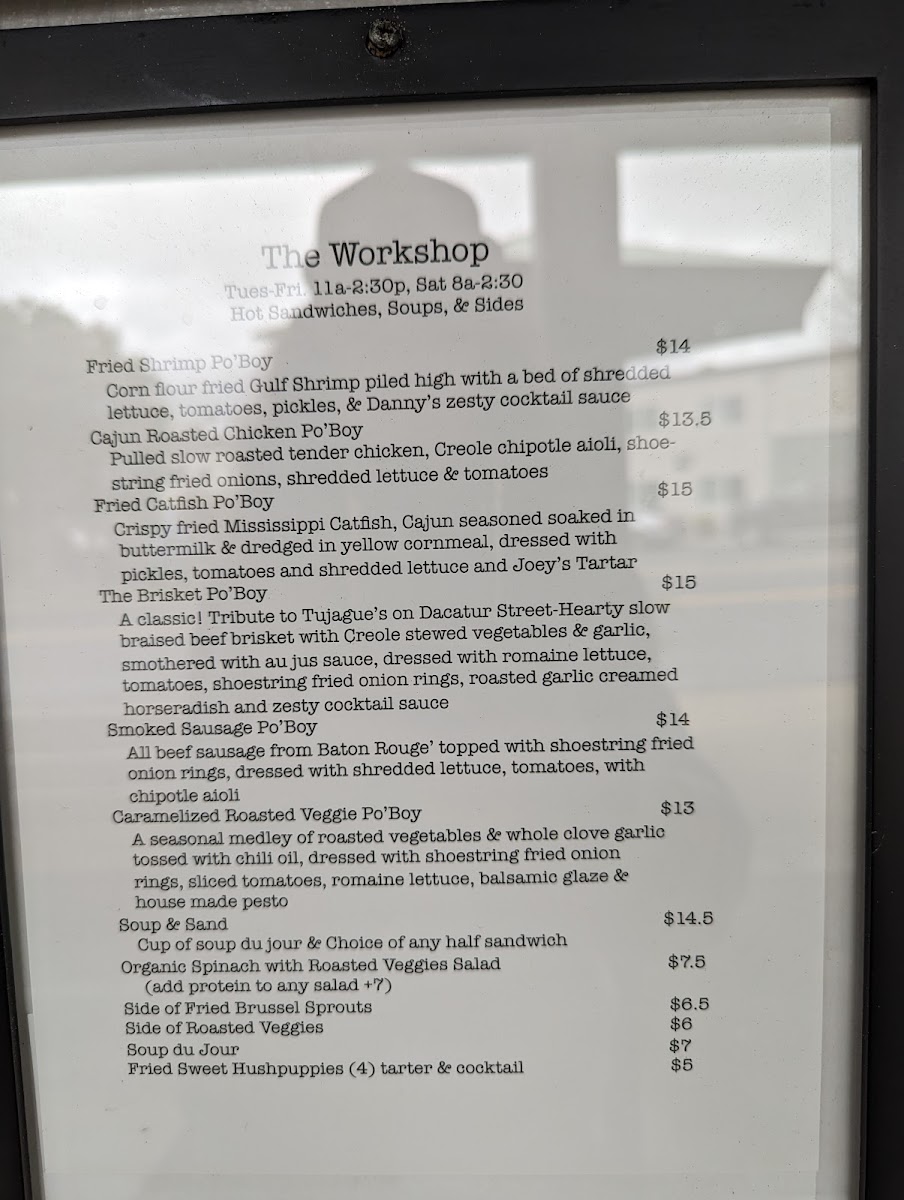 The Workshop
Tues-Fri. 11a-2:30p, Sat 8a-2:30
Hot Sandwiches, Soups, & Sides
Fried Shrimp Po'Boy $14
Corn flour fried Gulf Shrimp piled high with a bed of shredded
lettuce, tomatoes, pickles, & Danny's zesty cocktail sauce
Cajun Roasted Chicken Po'Boy $13.5
Pulled slow roasted tender chicken, Creole chipotle aioli, shoe-
string fried onions, shredded lettuce & tomatoes
Fried Catfish Po'Boy $15
Crispy fried Mississippi Catfish, Cajun seasoned soaked in
buttermilk & dredged in yellow cornmeal, dressed with
pickles, tomatoes and shredded lettuce and Joey's Tartar
The Brisket Po'Boy $15
A classic! Tribute to Tujague's on Dacatur Street-Hearty slow
braised beef brisket with Creole stewed vegetables & garlic,
smothered with au jus sauce, dressed with romaine lettuce,
tomatoes, shoestring fried onion rings, roasted garlic creamed
horseradish and zesty cocktail sauce
Smoked Sausage Po'Boy $14
All beef sausage from Baton Rouge' topped with shoestring fried
onion rings, dressed with shredded lettuce, tomatoes, with
chipotle aioli
Caramelized Roasted Veggie Po'Boy $13
A seasonal medley of roasted vegetables & whole clove garlic
tossed with chili oil, dressed with shoestring fried onion
rings, sliced tomatoes, romaine lettuce, balsamic glaze &
house made pesto
Soup & Sand $14.5
Cup of soup du jour & Choice of any half sandwich
Organic Spinach with Roasted Veggies Salad $7.5
(add protein to any salad +7)
Side of Fried Brussel Sprouts $6.5
Side of Roasted Veggies $6
Soup du Jour $7
Fried Sweet Hushpuppies (4) tarter & cocktail $5